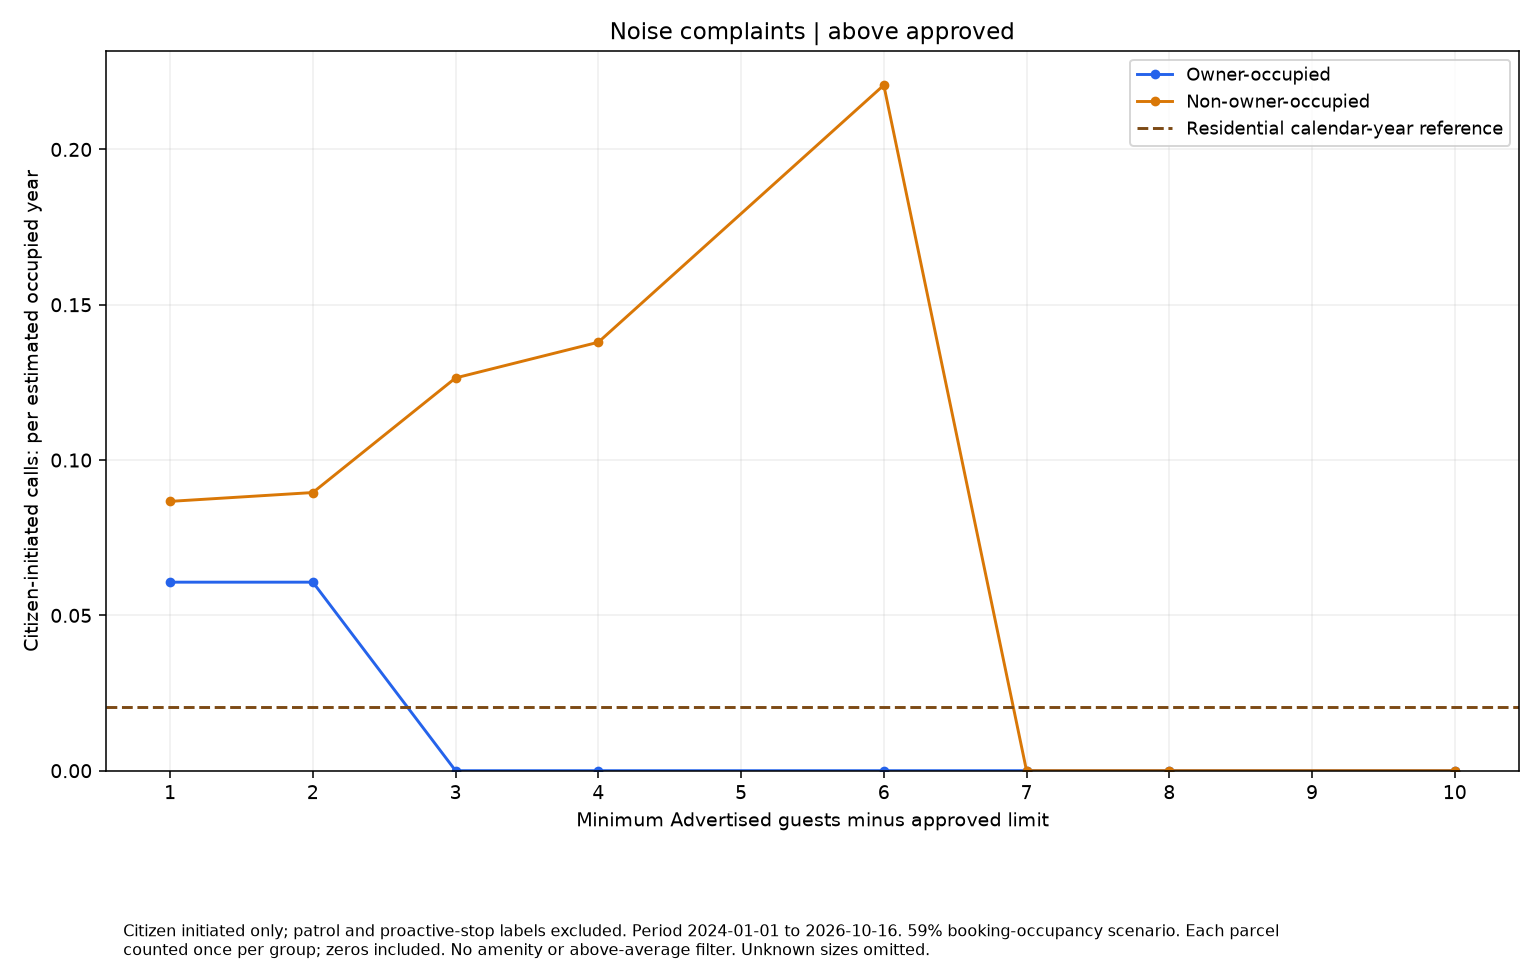 Noise complaints | above approved
Owner-occupied
Non-owner-occupied
Residential calendar-year reference
Citizen-initiated calls: per estimated occupied year
0.20
0.15
0.10
0.05
0.00
1 2 3 4 5 6 7 8 9 10
Minimum Advertised guests minus approved limit
Citizen initiated only; patrol and proactive-stop labels excluded. Period 2024-01-01 to 2026-10-16. 59% booking-occupancy scenario. Each parcel
counted once per group; zeros included. No amenity or above-average filter. Unknown sizes omitted.